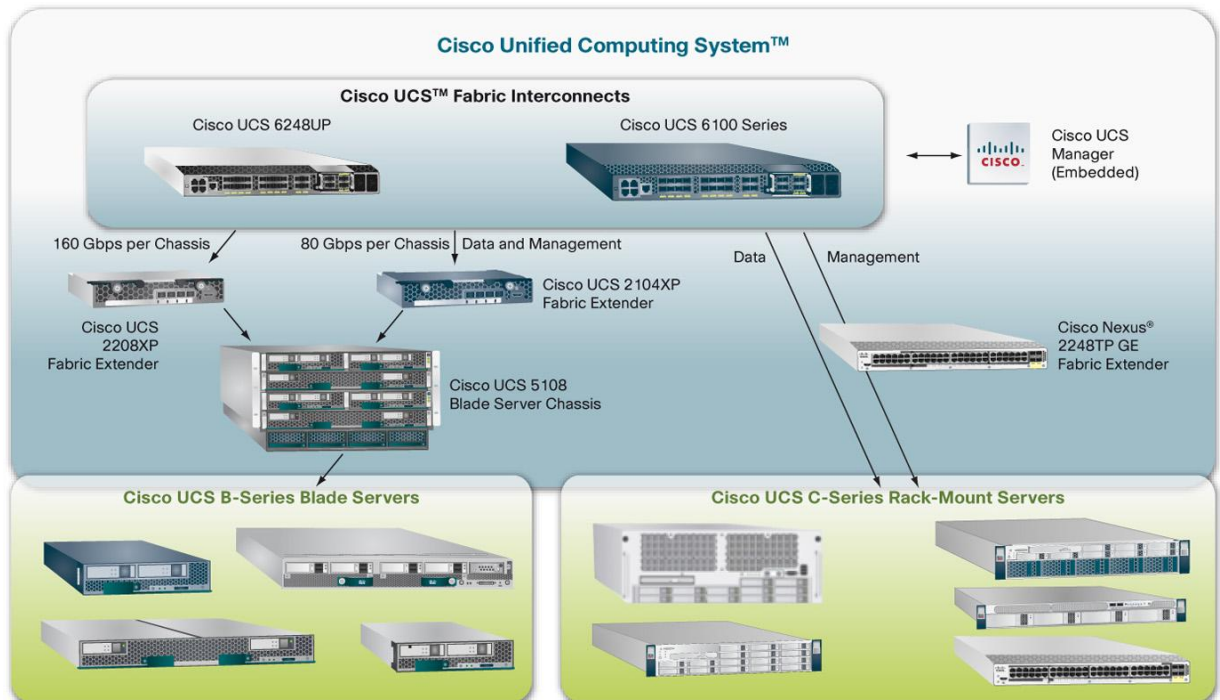 Cisco Unified Computing System™
Cisco UCS™ Fabric Interconnects
Cisco UCS 6248UP
Cisco UCS 6100 Series
CISCO
Cisco UCS
Manager
(Embedded)
160 Gbps per Chassis
80 Gbps per Chassis
Data and Management
Data
Management
Cisco UCS
2208XP
Fabric Extender
Cisco UCS 2104XP
Fabric Extender
Cisco UCS 5108
Blade Server Chassis
Cisco Nexus®
2248TP GE
Fabric Extender
Cisco UCS B-Series Blade Servers
Cisco UCS C-Series Rack-Mount Servers